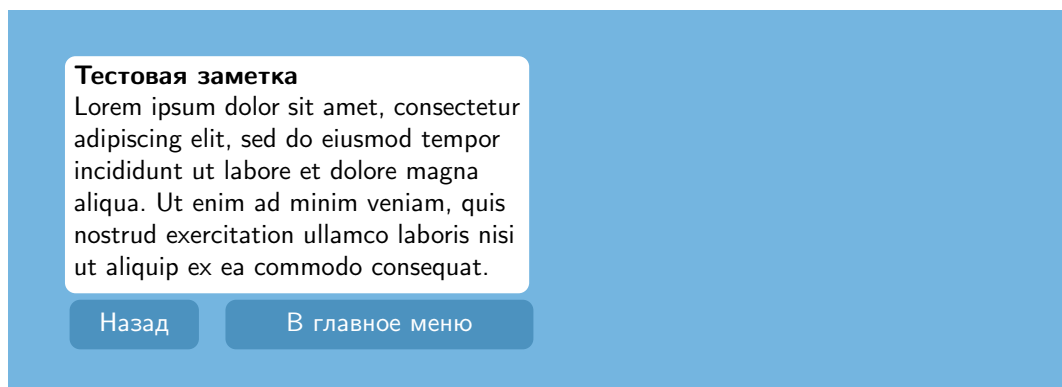 Тестовая заметка
Lorem ipsum dolor sit amet, consectetur
adipiscing elit, sed do eiusmod tempor
incididunt ut labore et dolore magna
aliqua. Ut enim ad minim veniam, quis
nostrud exercitation ullamco laboris nisi
ut aliquip ex ea commodo consequat.
Назад
В главное меню